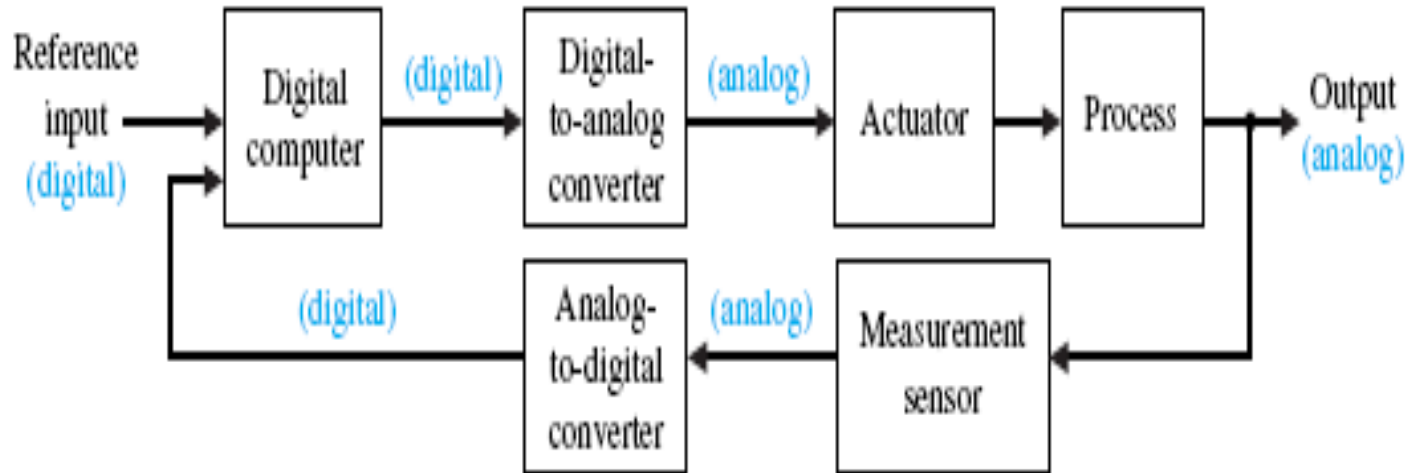 Reference
input
(digital)
Digital
computer
(digital)
Digital-
to-analog
converter
(analog)
Actuator
Process
Output
(analog)
(digital)
Analog-
to-digital
converter
(analog)
Measurement
sensor